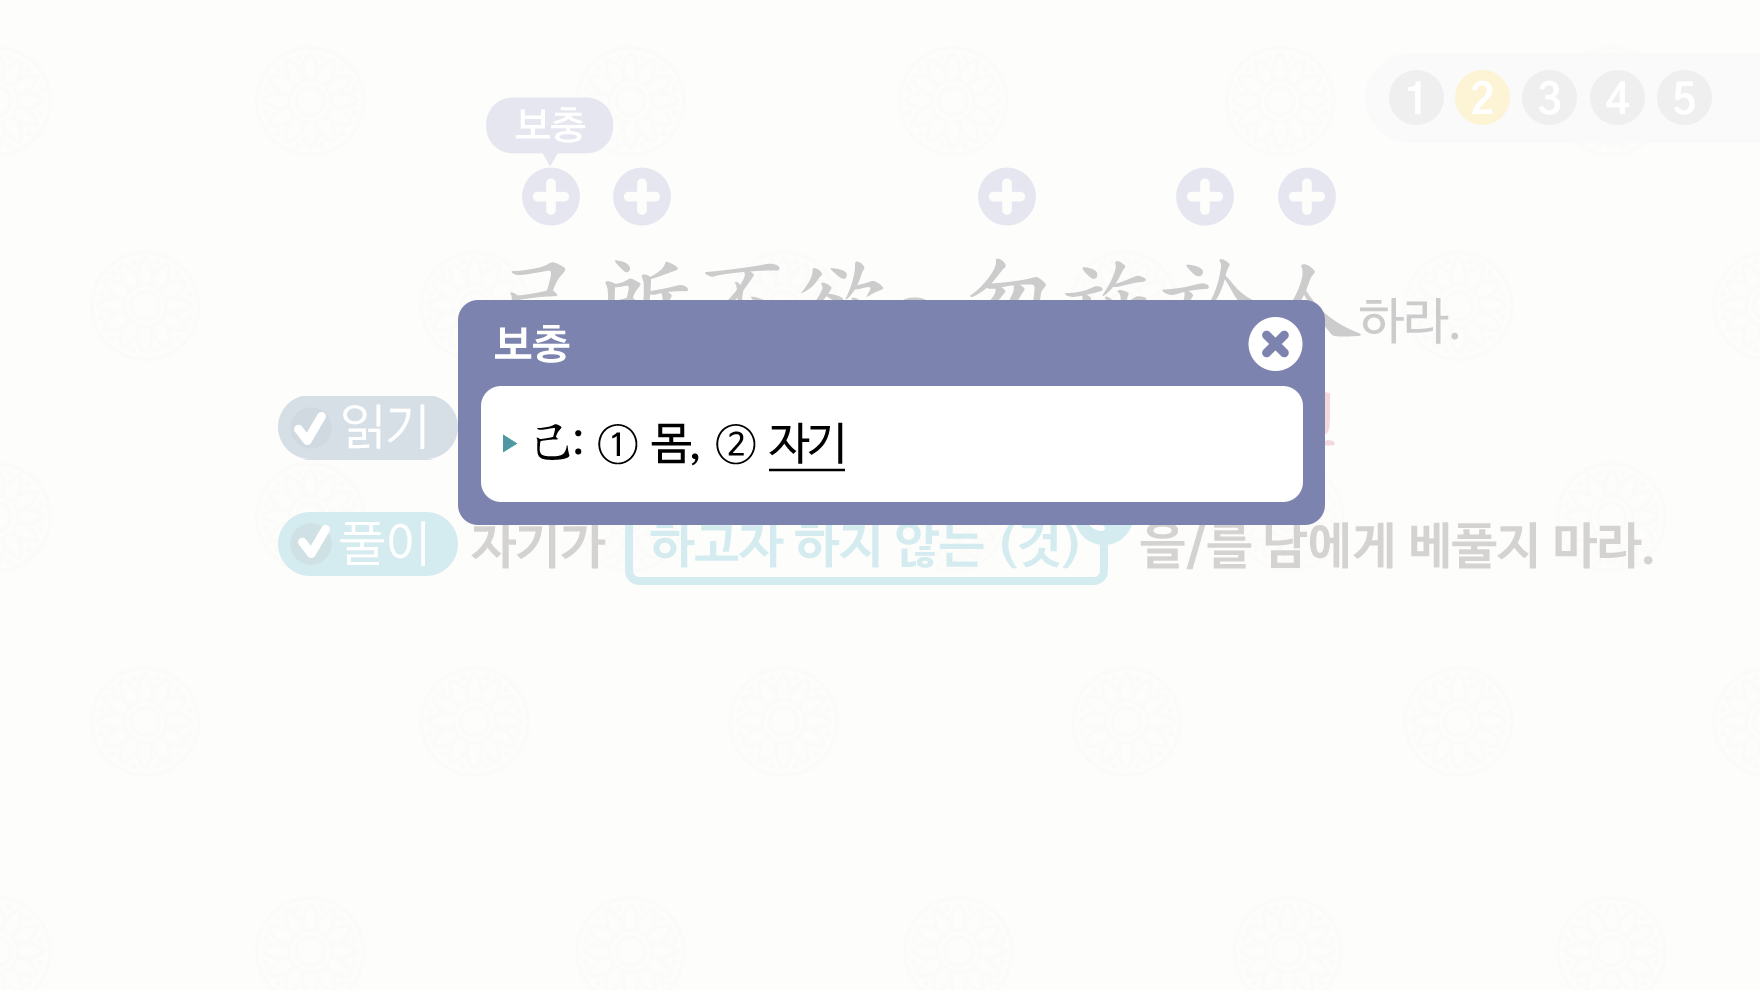 1 2 3 4 5
보충
己所不欲 勿施於人하라.
보충
己: ① 몸, ② 자기
읽기
풀이 자기가 하고자 하지 않는 (것) 을/를 남에게 베풀지 마라.